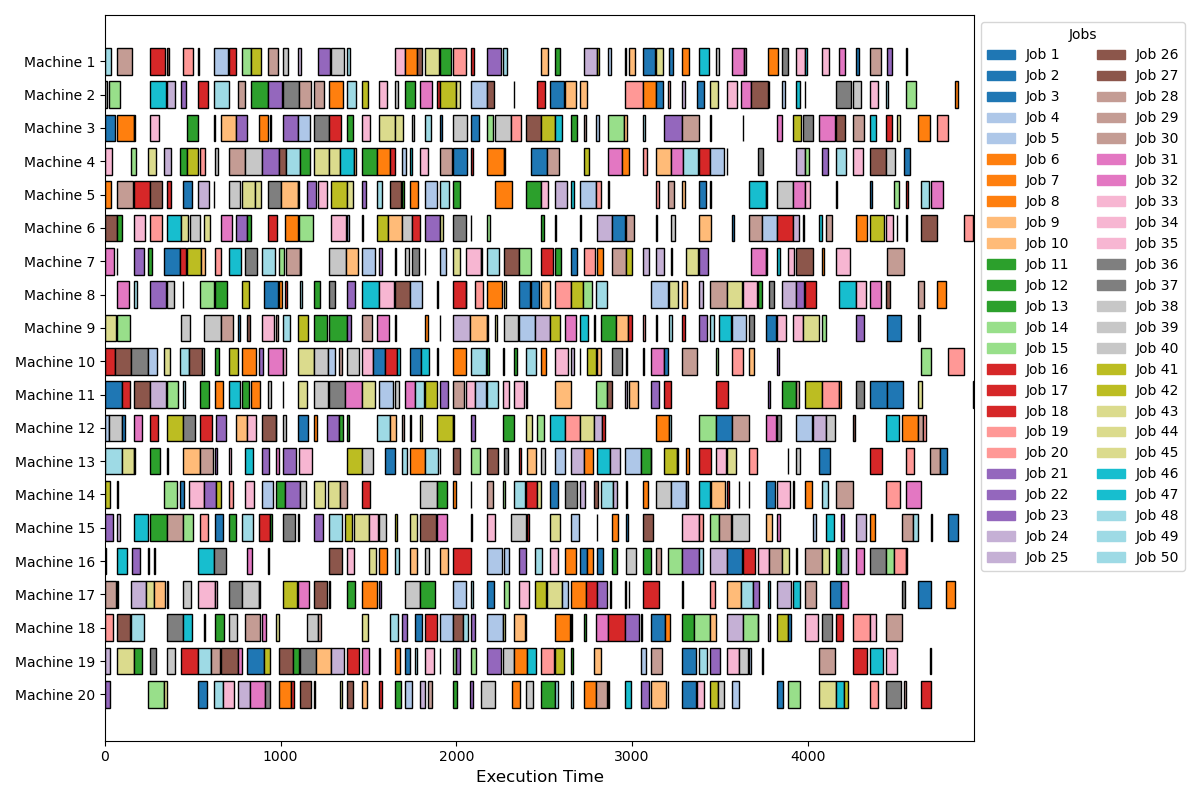 Machine 1
Machine 2
Machine 3
Machine 4
Machine 5
Machine 6
Machine 7
Machine 8
Machine 9
Machine 10
Machine 11
Machine 12
Machine 13
Machine 14
Machine 15
Machine 16
Machine 17
Machine 18
Machine 19
Machine 20
0 1000 2000 3000 4000
Execution Time
Jobs
Job 1 Job 26
Job 2 Job 27
Job 3 Job 28
Job 4 Job 29
Job 5 Job 30
Job 6 Job 31
Job 7 Job 32
Job 8 Job 33
Job 9 Job 34
Job 10 Job 35
Job 11 Job 36
Job 12 Job 37
Job 13 Job 38
Job 14 Job 39
Job 15 Job 40
Job 16 Job 41
Job 17 Job 42
Job 18 Job 43
Job 19 Job 44
Job 20 Job 45
Job 21 Job 46
Job 22 Job 47
Job 23 Job 48
Job 24 Job 49
Job 25 Job 50